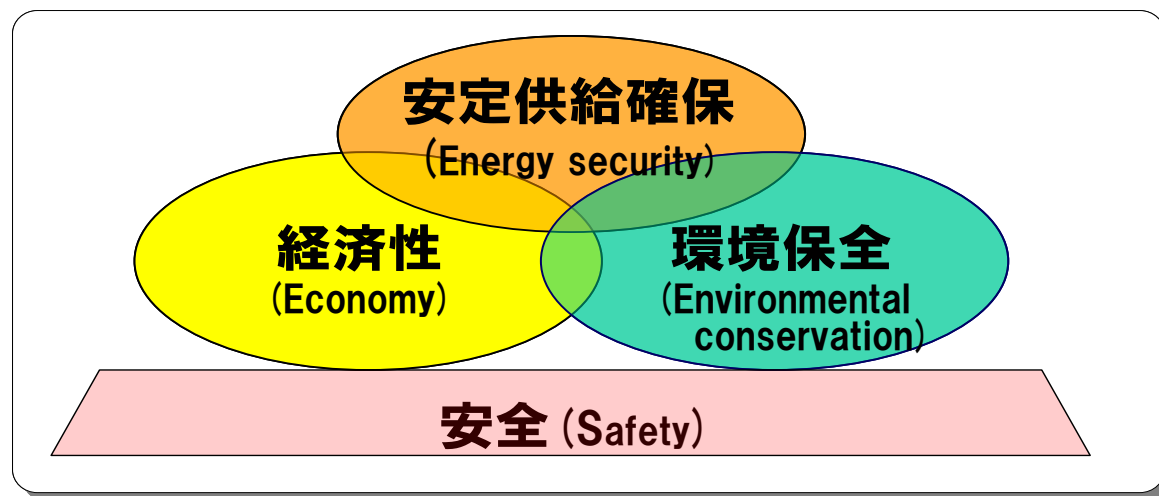 安定供給確保
(Energy security)
経済性
(Economy)
環境保全
(Environmental
conservation)
安全(Safety)